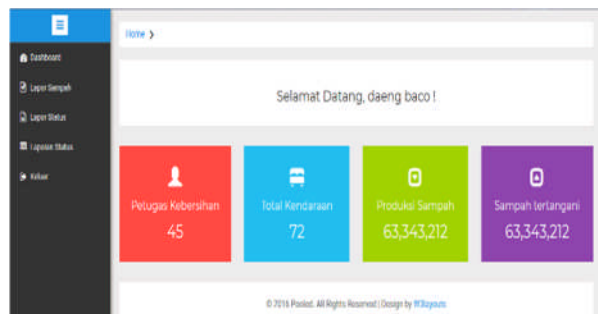 Home >
Dashboard
Lapor Sampah
Lapor Status
Laporan Status
Keluar
Selamat Datang, daeng baco !
Petugas Kebersihan
45
Total Kendaraan
72
Produksi Sampah
63,343,212
Sampah tertangani
63,343,212
© 2016 Pooled. All Rights Reserved | Design by W3layouts